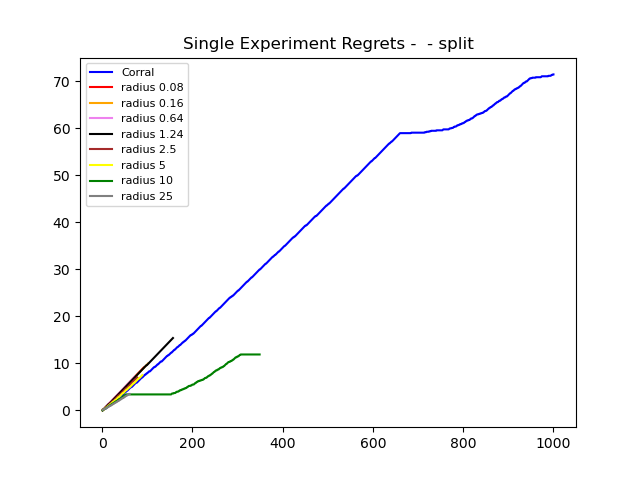 Single Experiment Regrets -  - split
Corral
radius 0.08
radius 0.16
radius 0.64
radius 1.24
radius 2.5
radius 5
radius 10
radius 25
70
60
50
40
30
20
10
0
0 200 400 600 800 1000